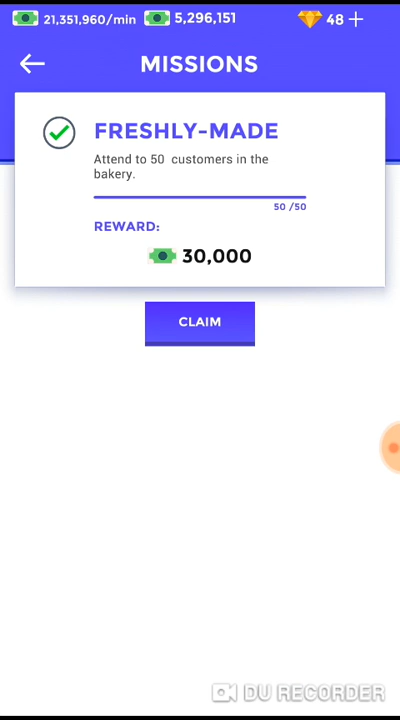 21,351,960/min 5,296,151 48
MISSIONS
FRESHLY-MADE
Attend to 50 customers in the
bakery.
50 /50
REWARD:
30,000
CLAIM
DU RECORDER